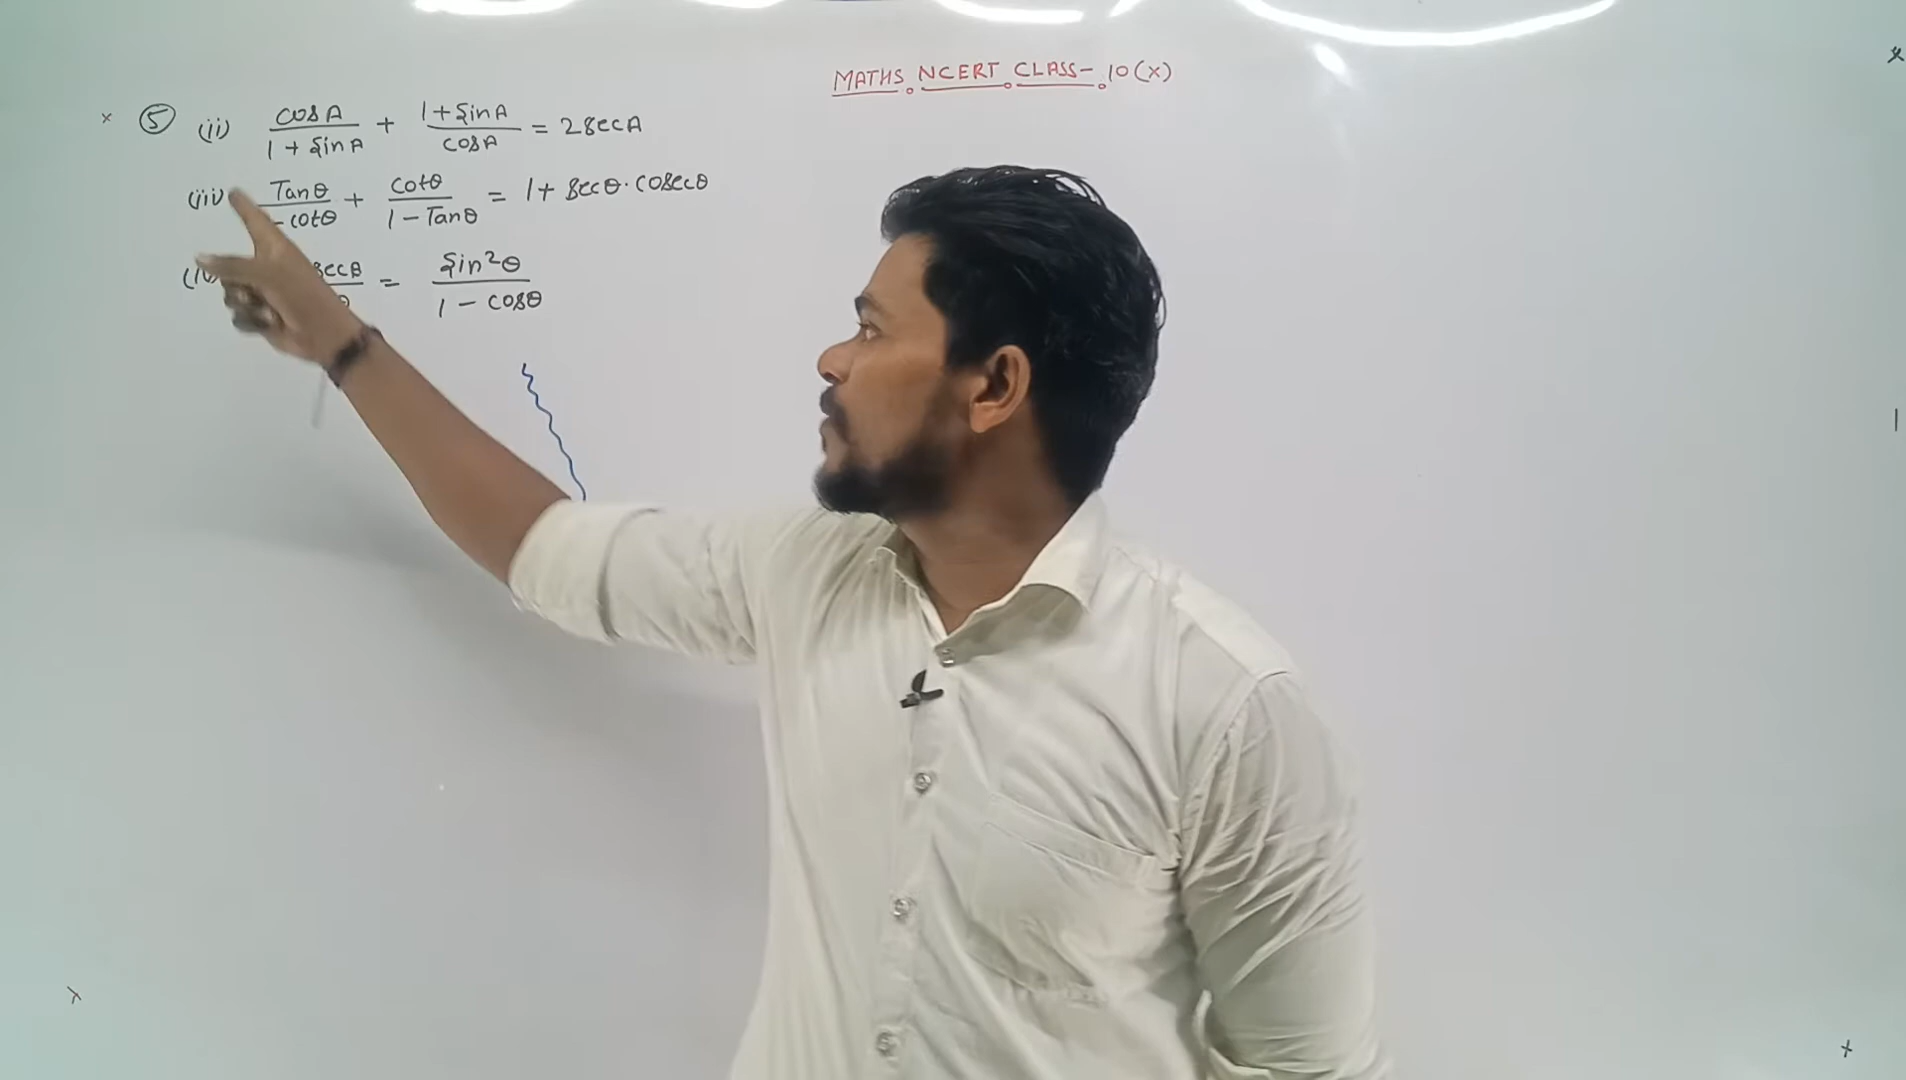 MATHS NCERT CLASS- 10(X)
⑤ (ii) cosA/(1 + sinA) + (1 + sinA)/cosA = 2secA
(iii) Tanθ/(- cotθ) + cotθ/(1 - Tanθ) = 1 + secθ·cosecθ
secθ/θ = sin²θ/(1 - cosθ)